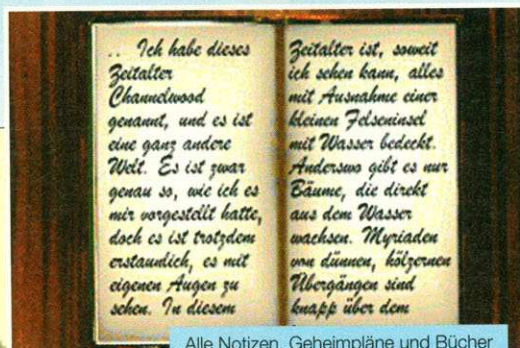 .. Ich habe dieses
Zeitalter
Channelwood
genannt, und es ist
eine ganz andere
Welt. Es ist zwar
genau so, wie ich es
mir vorgestellt hatte,
doch es ist trotzdem
erstaunlich, es mit
eigenen Augen zu
sehen. In diesem
Zeitalter ist, soweit
ich sehen kann, alles
mit Ausnahme einer
kleinen Felseninsel
mit Wasser bedeckt.
Anderswo gibt es nur
Bäume, die direkt
aus dem Wasser
wachsen. Myriaden
von dünnen, hölzernen
Übergängen sind
knapp über dem
Alle Notizen, Geheimpläne und Bücher